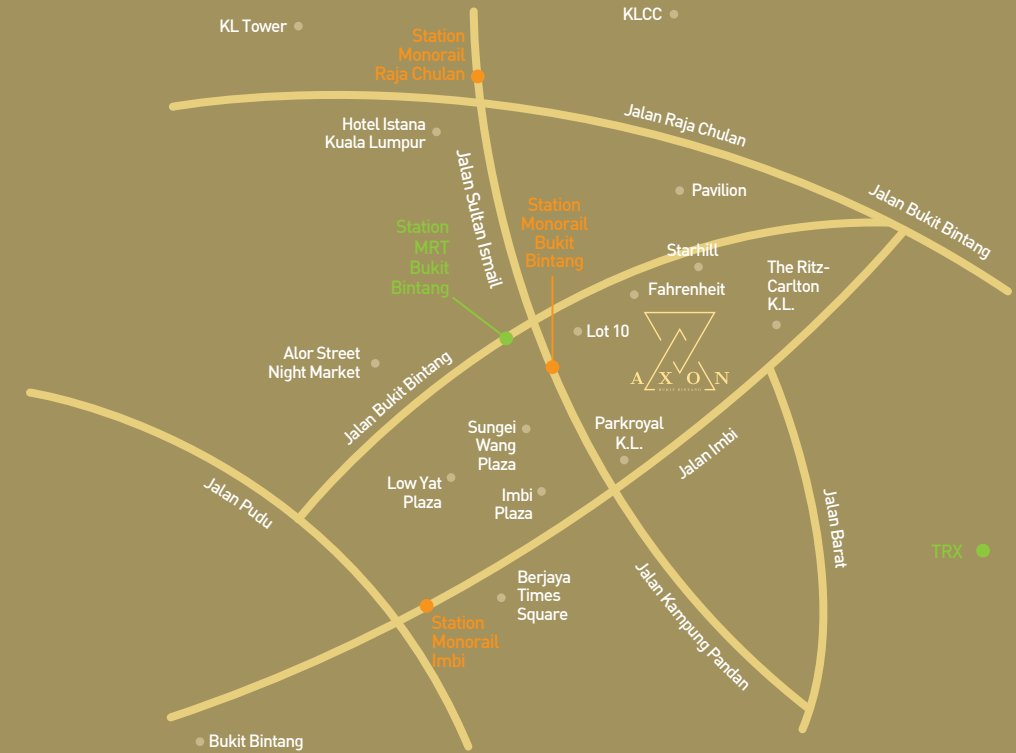 KL Tower
KLCC
Station
Monorail
Raja Chulan
Hotel Istana
Kuala Lumpur
Jalan Raja Chulan
Jalan Sultan Ismail
Pavilion
Jalan Bukit Bintang
Station
MRT
Bukit
Bintang
Station
Monorail
Bukit
Bintang
Starhill
The Ritz-
Carlton
K.L.
Fahrenheit
Lot 10
Alor Street
Night Market
Jalan Bukit Bintang
AXON
BUKIT BINTANG
Sungei
Wang
Plaza
Parkroyal
K.L.
Jalan Imbi
Low Yat
Plaza
Imbi
Plaza
Jalan Pudu
Jalan Barat
TRX
Berjaya
Times
Square
Jalan Kampung Pandan
Station
Monorail
Imbi
Bukit Bintang